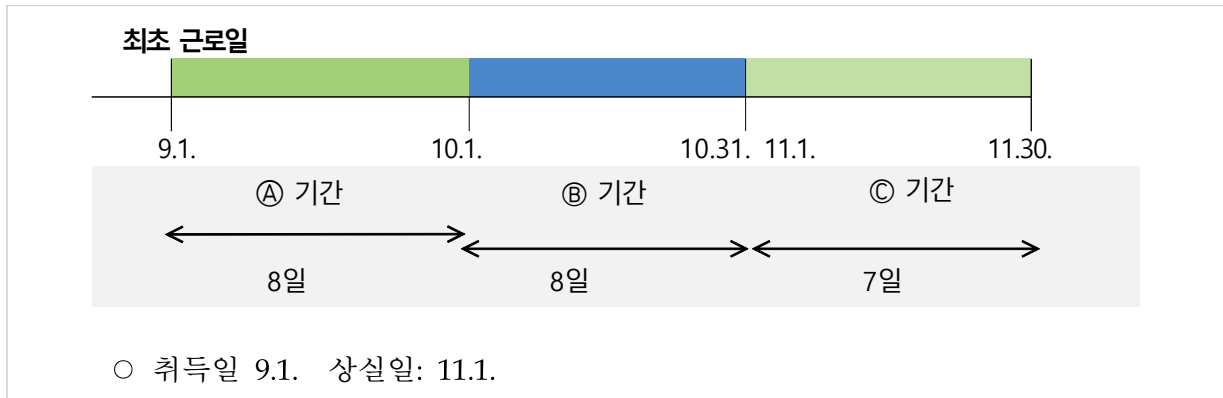 최초 근로일
9.1. 10.1. 10.31. 11.1. 11.30.
Ⓐ 기간 Ⓑ 기간 Ⓒ 기간
8일 8일 7일
○ 취득일 9.1. 상실일: 11.1.